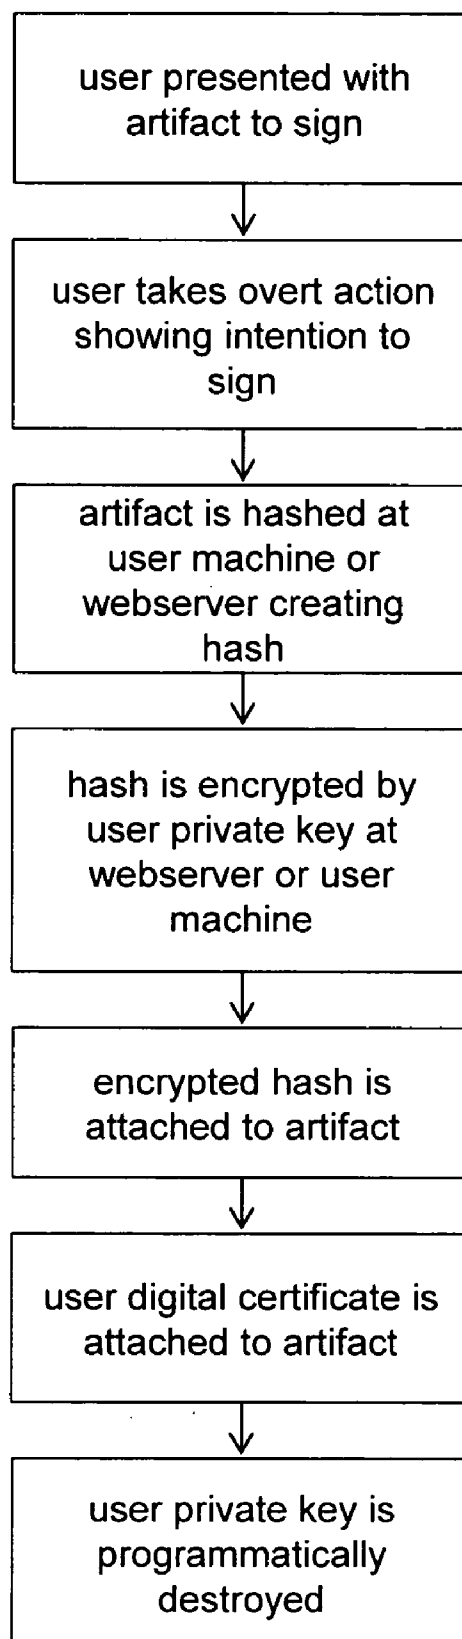 user presented with
artifact to sign
user takes overt action
showing intention to
sign
artifact is hashed at
user machine or
webserver creating
hash
hash is encrypted by
user private key at
webserver or user
machine
encrypted hash is
attached to artifact
user digital certificate is
attached to artifact
user private key is
programmatically
destroyed